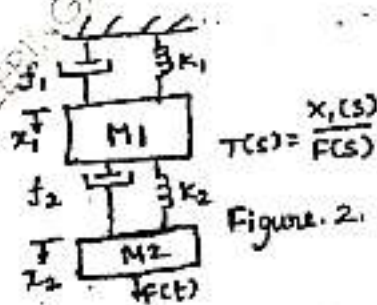 f1
K1
x1
M1
T(s) = X1(s)
F(s)
f2
K2
Figure. 2.
x2
M2
F(t)